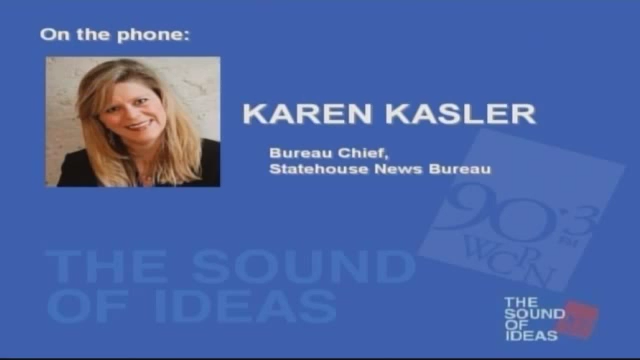 On the phone:
KAREN KASLER
Bureau Chief,
Statehouse News Bureau
90.3
FM
WCPN
THE SOUND
OF IDEAS
THE
SOUND
OF
IDEAS